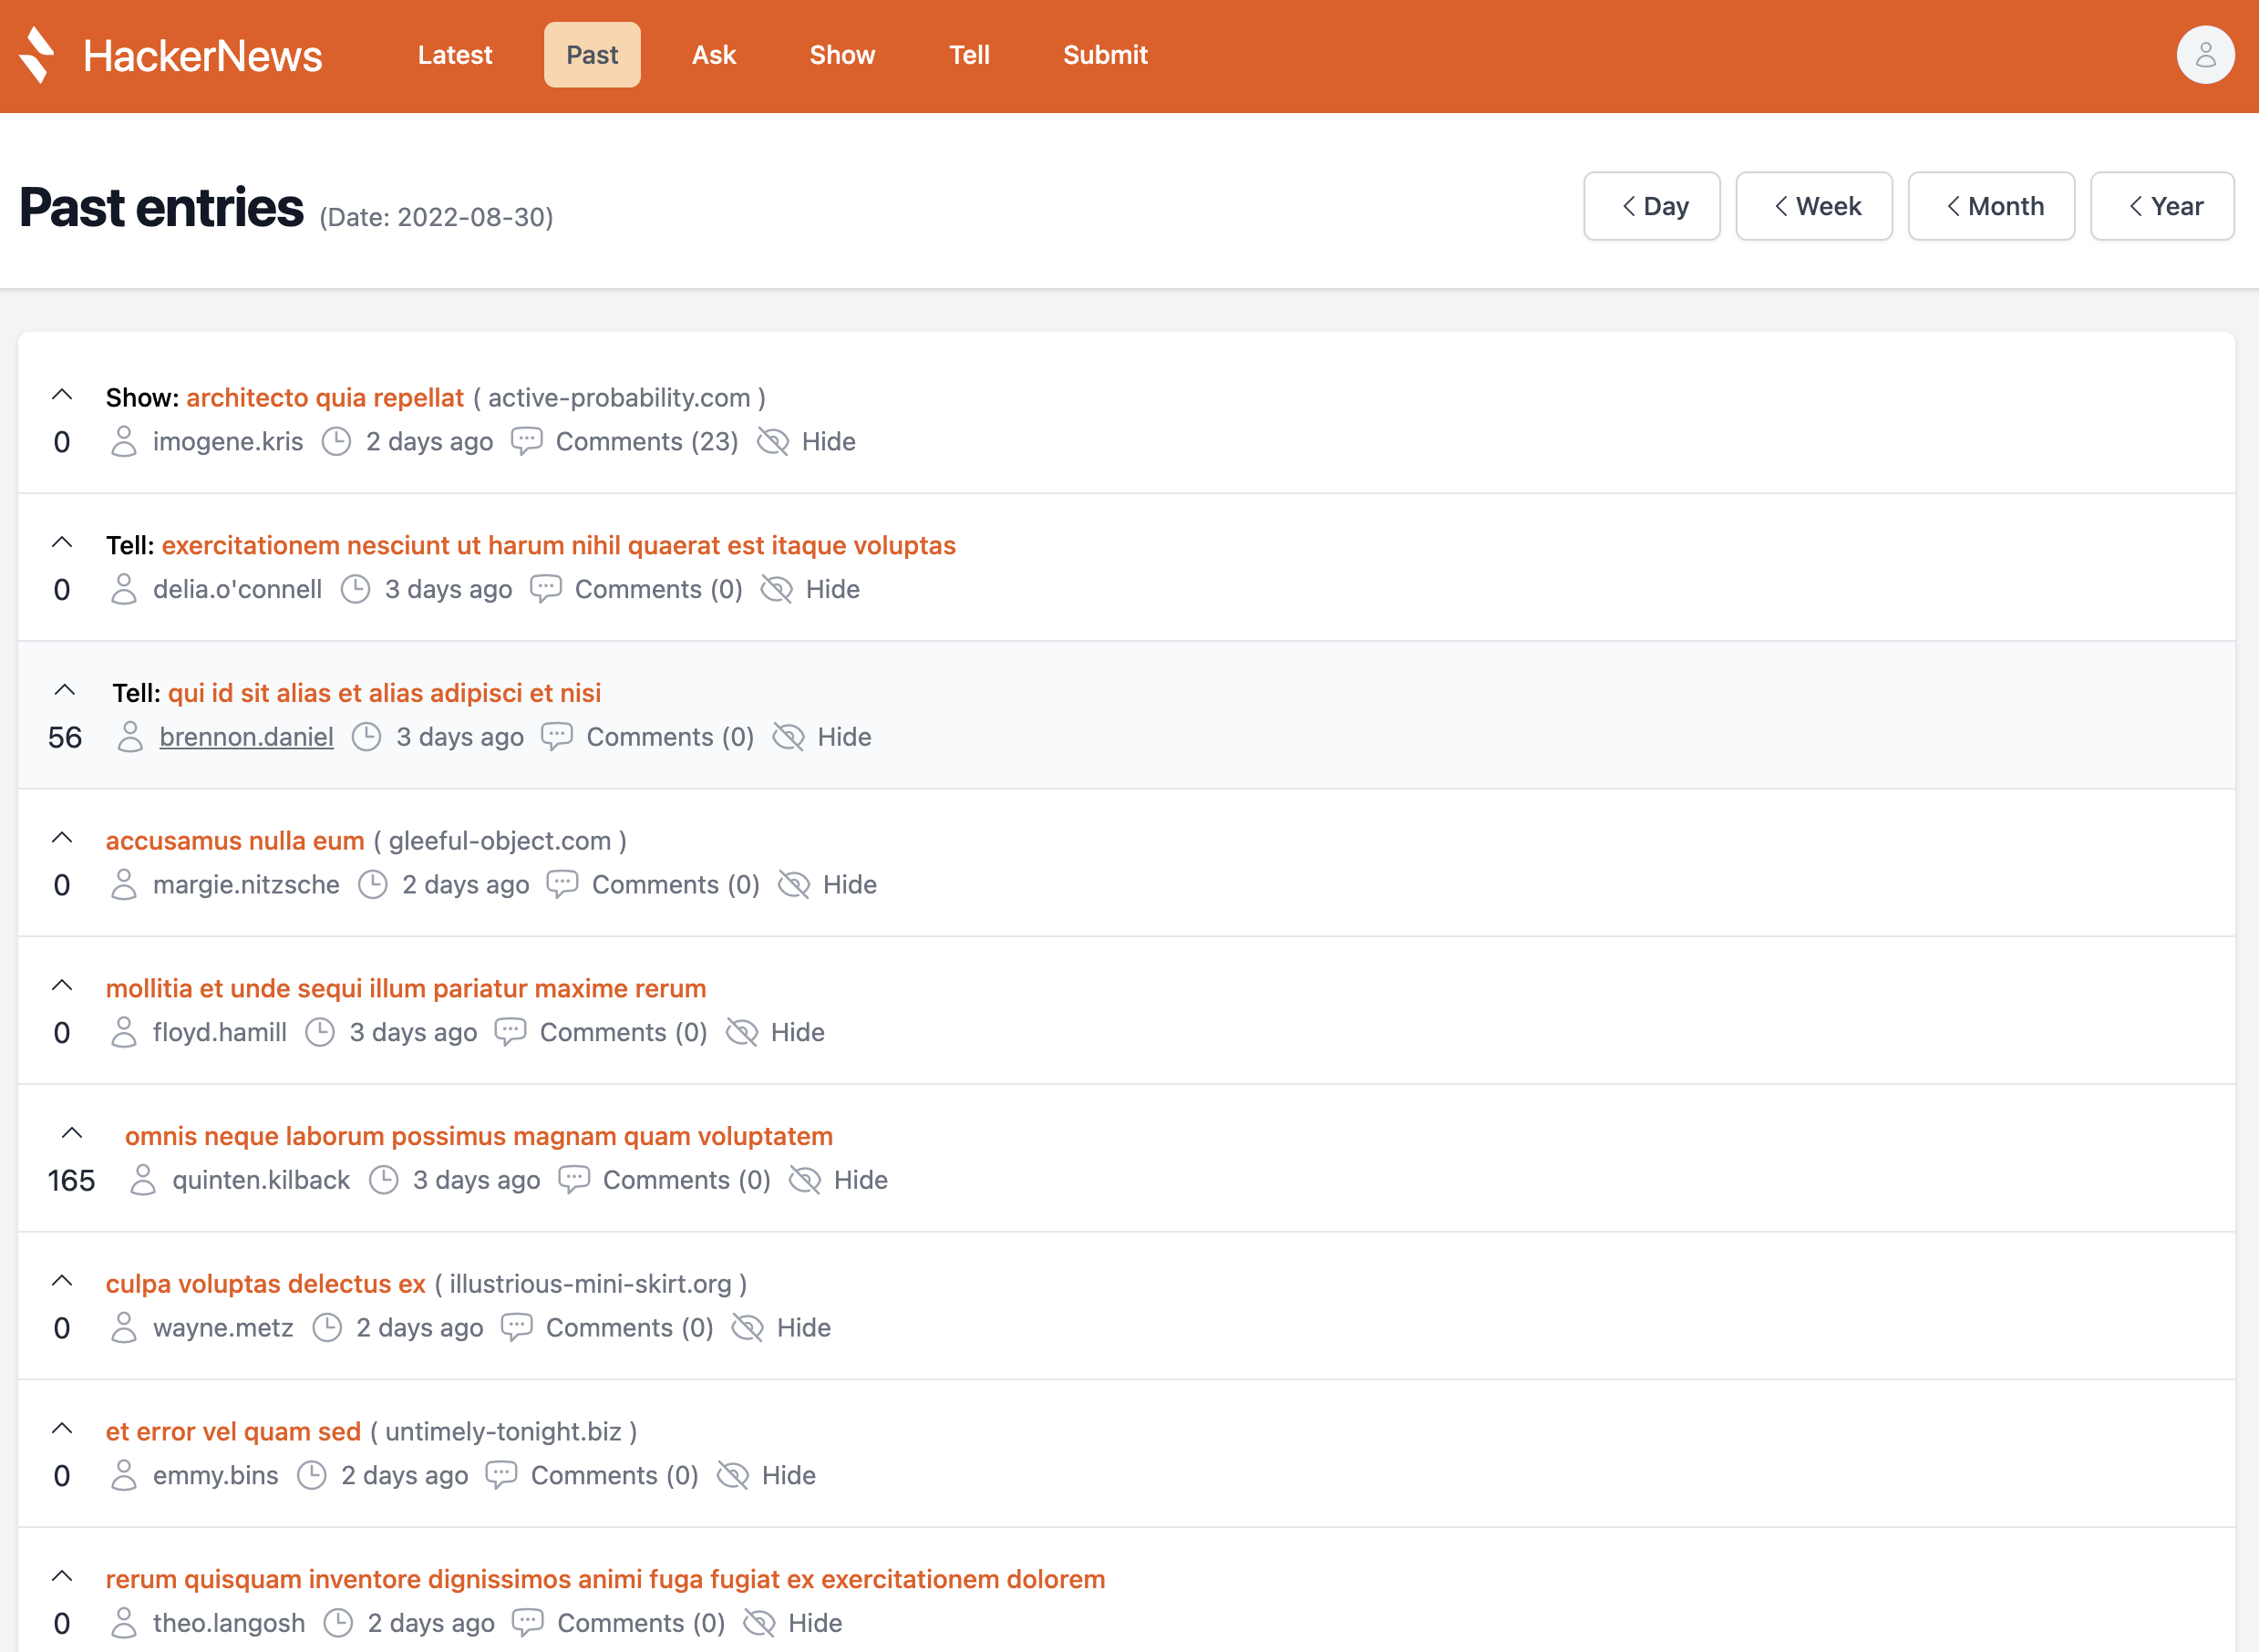 HackerNews Latest Past Ask Show Tell Submit
Past entries (Date: 2022-08-30) Day Week Month Year
Show: architecto quia repellat ( active-probability.com )
0 imogene.kris 2 days ago Comments (23) Hide
Tell: exercitationem nesciunt ut harum nihil quaerat est itaque voluptas
0 delia.o'connell 3 days ago Comments (0) Hide
Tell: qui id sit alias et alias adipisci et nisi
56 brennon.daniel 3 days ago Comments (0) Hide
accusamus nulla eum ( gleeful-object.com )
0 margie.nitzsche 2 days ago Comments (0) Hide
mollitia et unde sequi illum pariatur maxime rerum
0 floyd.hamill 3 days ago Comments (0) Hide
omnis neque laborum possimus magnam quam voluptatem
165 quinten.kilback 3 days ago Comments (0) Hide
culpa voluptas delectus ex ( illustrious-mini-skirt.org )
0 wayne.metz 2 days ago Comments (0) Hide
et error vel quam sed ( untimely-tonight.biz )
0 emmy.bins 2 days ago Comments (0) Hide
rerum quisquam inventore dignissimos animi fuga fugiat ex exercitationem dolorem
0 theo.langosh 2 days ago Comments (0) Hide